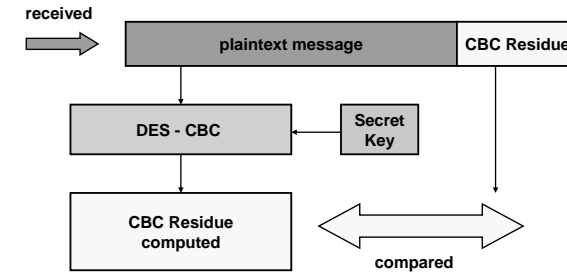 received
plaintext message
CBC Residue
DES - CBC
Secret
Key
CBC Residue
computed
compared